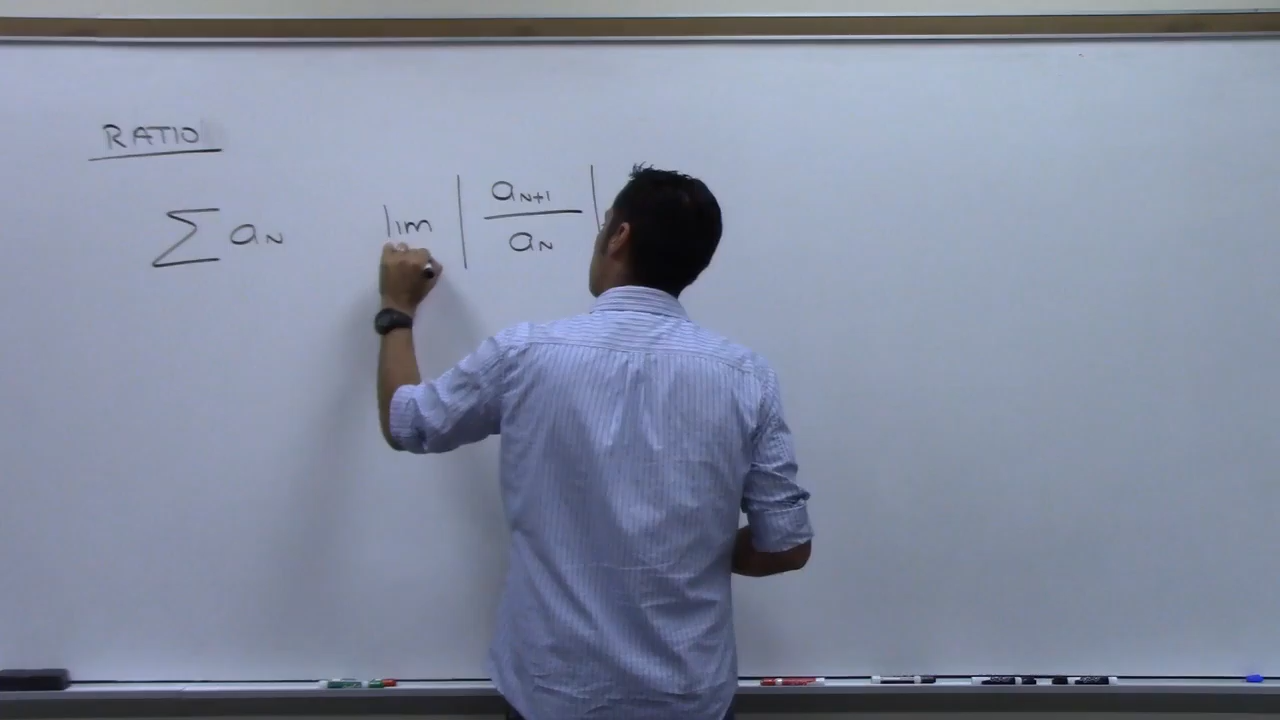 RATIO
∑ aN lim | aN+1 / aN |